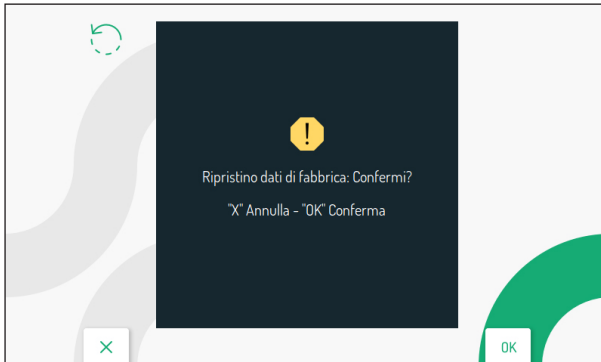 Ripristino dati di fabbrica: Confermi?
"X" Annulla - "OK" Conferma
OK